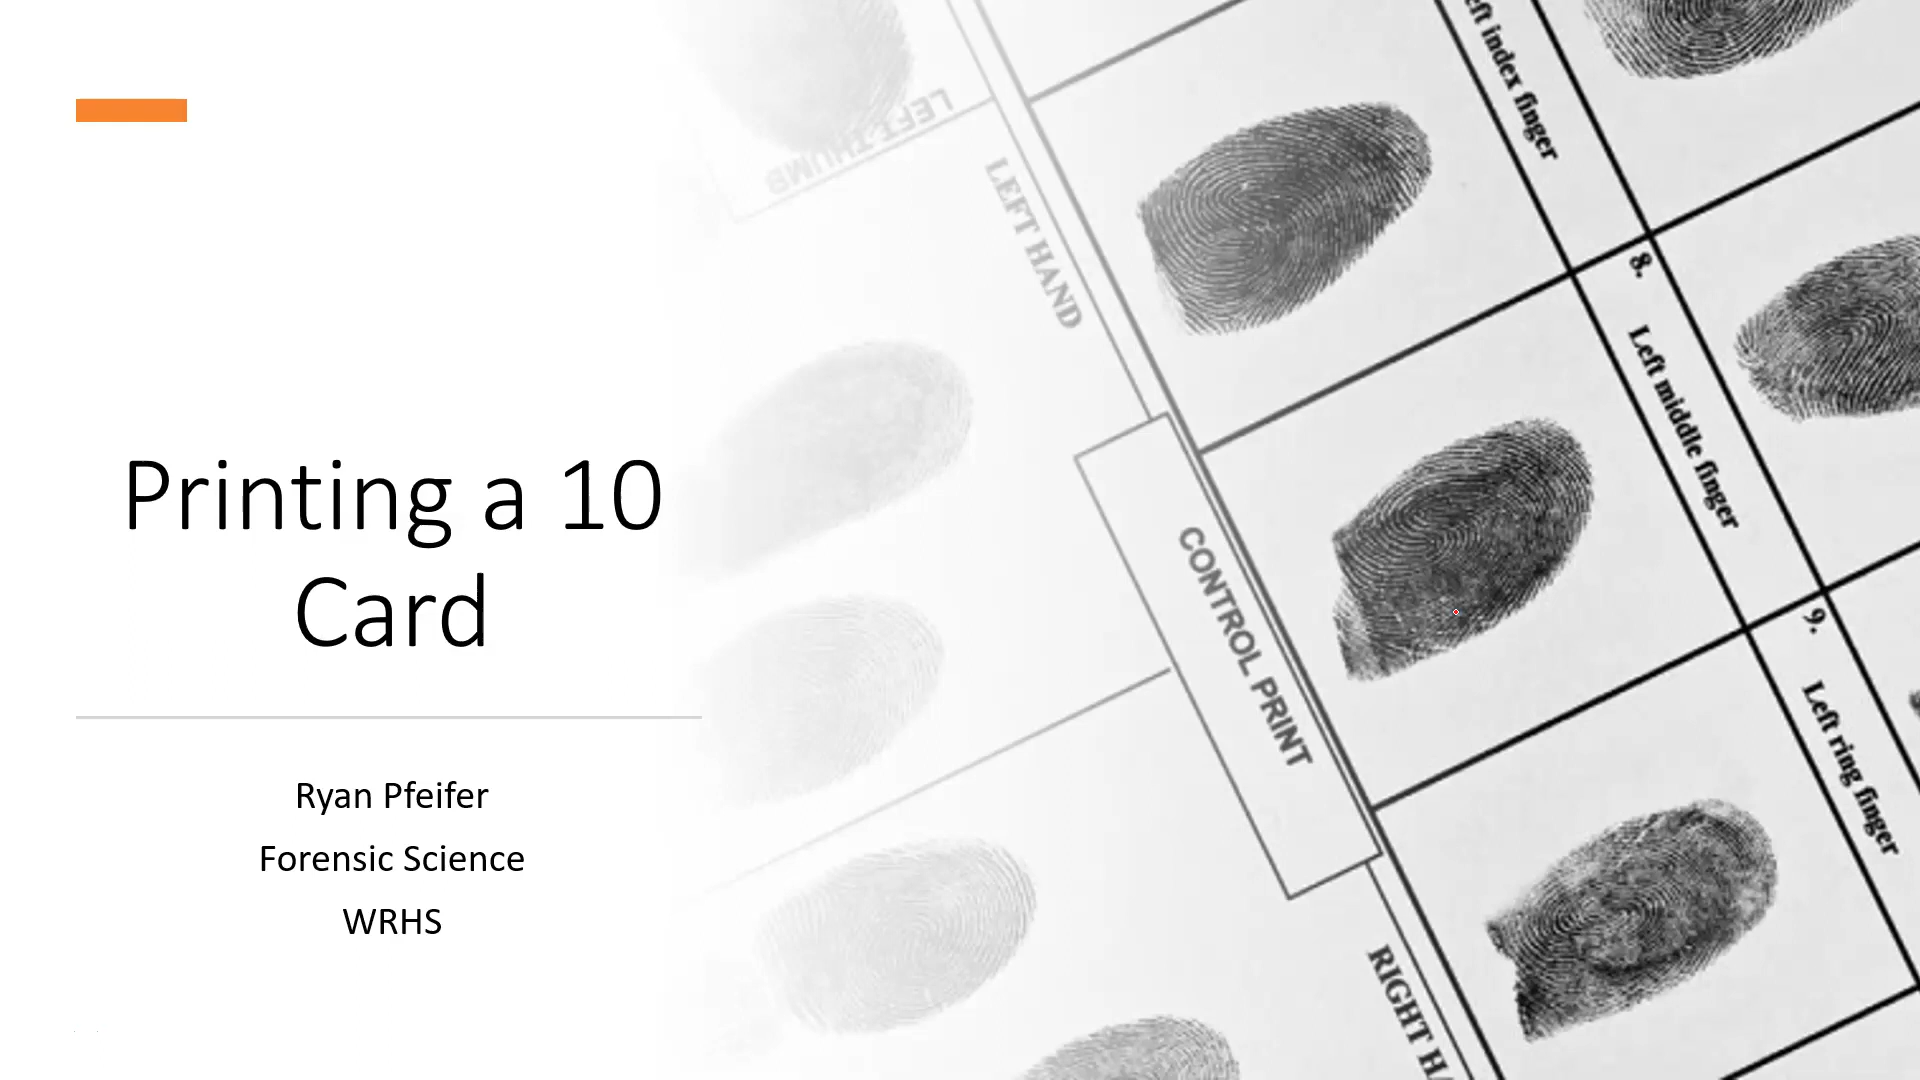 Printing a 10
Card
Ryan Pfeifer
Forensic Science
WRHS
LEFT THUMB
LEFT HAND
CONTROL PRINT
index finger
8.
Left middle finger
9.
Left ring finger
RIGHT